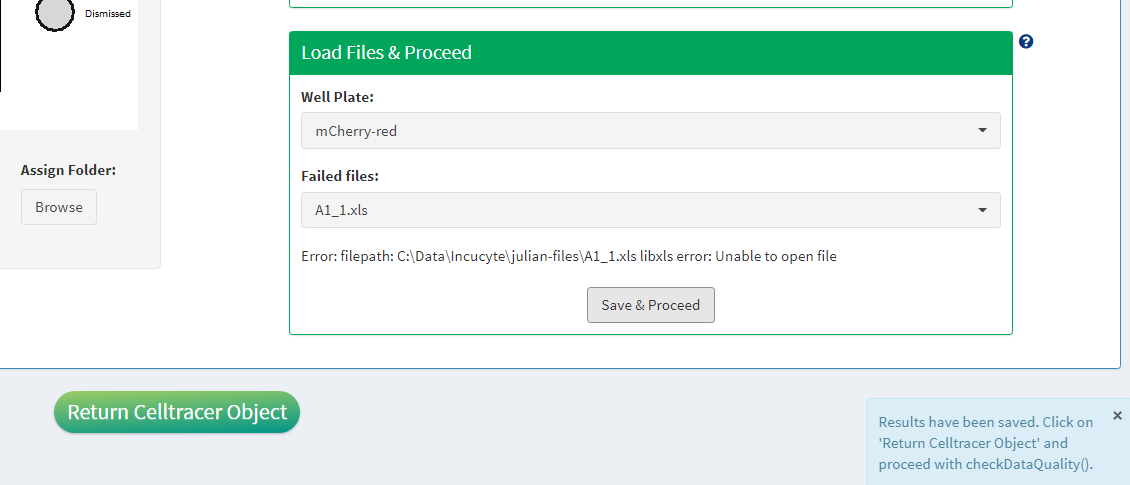 Dismissed
Load Files & Proceed
Well Plate:
mCherry-red
Assign Folder:
Browse
Failed files:
A1_1.xls
Error: filepath: C:\Data\Incucyte\julian-files\A1_1.xls libxls error: Unable to open file
Save & Proceed
Return Celltracer Object
Results have been saved. Click on
'Return Celltracer Object' and
proceed with checkDataQuality().